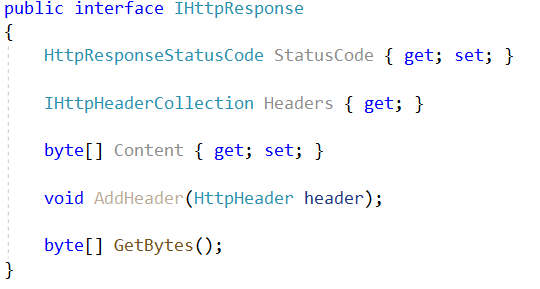 public interface IHttpResponse
{
HttpResponseStatusCode StatusCode { get; set; }
IHttpHeaderCollection Headers { get; }
byte[] Content { get; set; }
void AddHeader(HttpHeader header);
byte[] GetBytes();
}